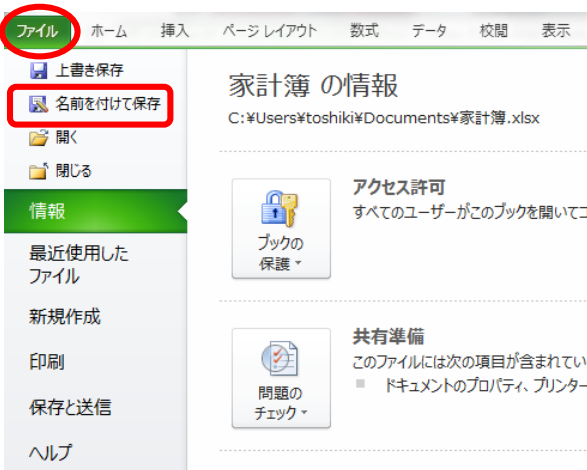 ファイル ホーム 挿入 ページ レイアウト 数式 データ 校閲 表示
上書き保存
名前を付けて保存
開く
閉じる
情報
最近使用した
ファイル
新規作成
印刷
保存と送信
ヘルプ
家計簿 の情報
C:¥Users¥toshiki¥Documents¥家計簿.xlsx
ブックの
保護
アクセス許可
すべてのユーザーがこのブックを開いてコ
問題の
チェック
共有準備
このファイルには次の項目が含まれてい
ドキュメントのプロパティ、プリンター